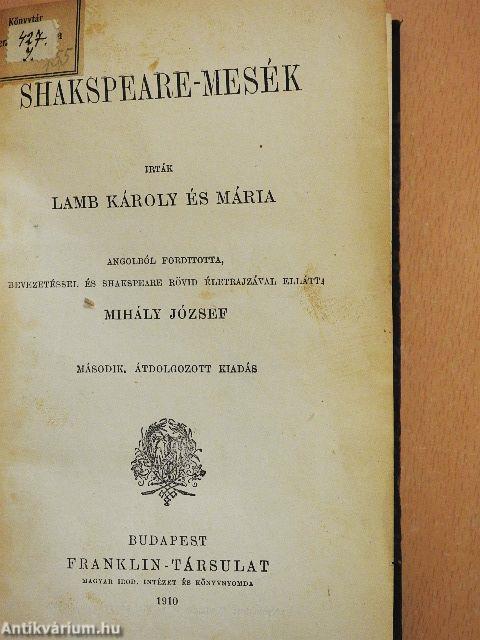 Könyvtár
427.
SHAKSPEARE-MESÉK
IRTÁK
LAMB KÁROLY ÉS MÁRIA
ANGOLBÓL FORDITOTTA,
BEVEZETÉSSEL ÉS SHAKSPEARE RÖVID ÉLETRAJZÁVAL ELLÁTTA
MIHÁLY JÓZSEF
MÁSODIK, ÁTDOLGOZOTT KIADÁS
BUDAPEST
FRANKLIN-TÁRSULAT
MAGYAR IROD. INTÉZET ÉS KÖNYVNYOMDA
1910
Antikvárium.hu